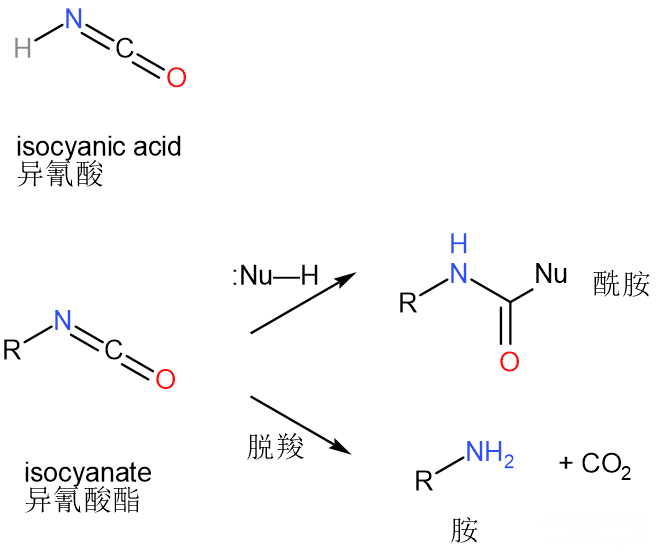 H N C O
isocyanic acid
异氰酸
:Nu—H
H
N
R
Nu
O
酰胺
R N C O
脱羧
isocyanate
异氰酸酯
R NH₂ + CO₂
胺